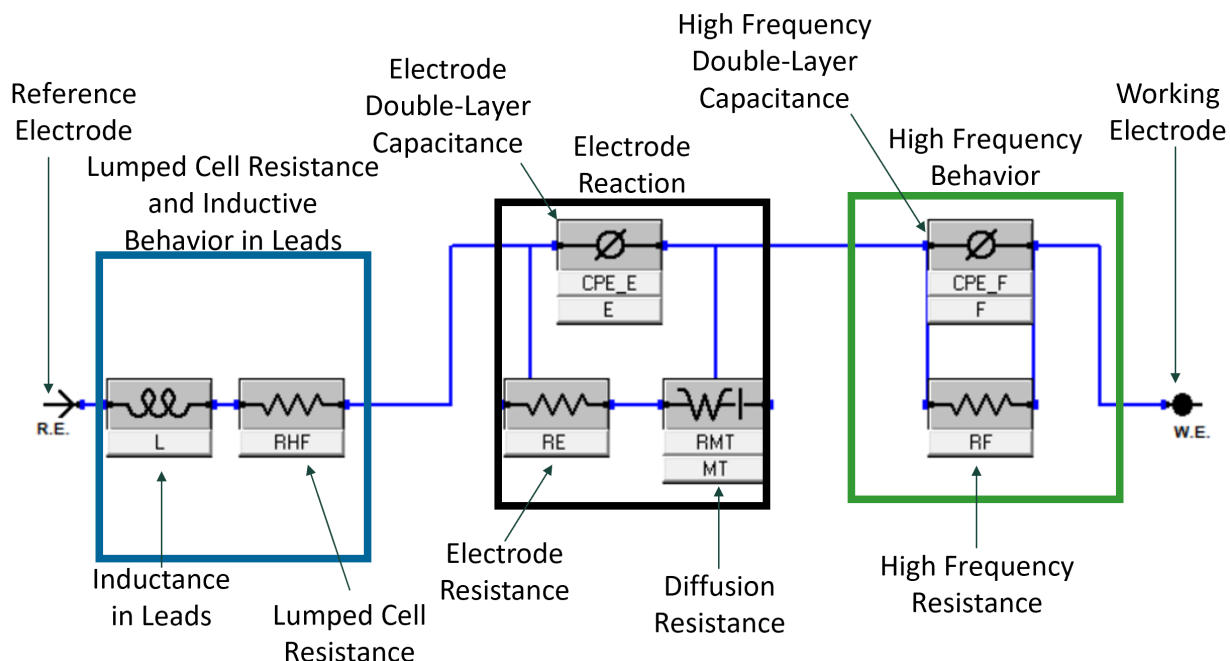 Reference
Electrode
Lumped Cell Resistance
and Inductive
Behavior in Leads
Electrode
Double-Layer
Capacitance
Electrode
Reaction
High Frequency
Double-Layer
Capacitance
High Frequency
Behavior
Working
Electrode
R.E.
L
RHF
CPE_E
E
RE
RMT
MT
CPE_F
F
RF
W.E.
Inductance
in Leads
Lumped Cell
Resistance
Electrode
Resistance
Diffusion
Resistance
High Frequency
Resistance